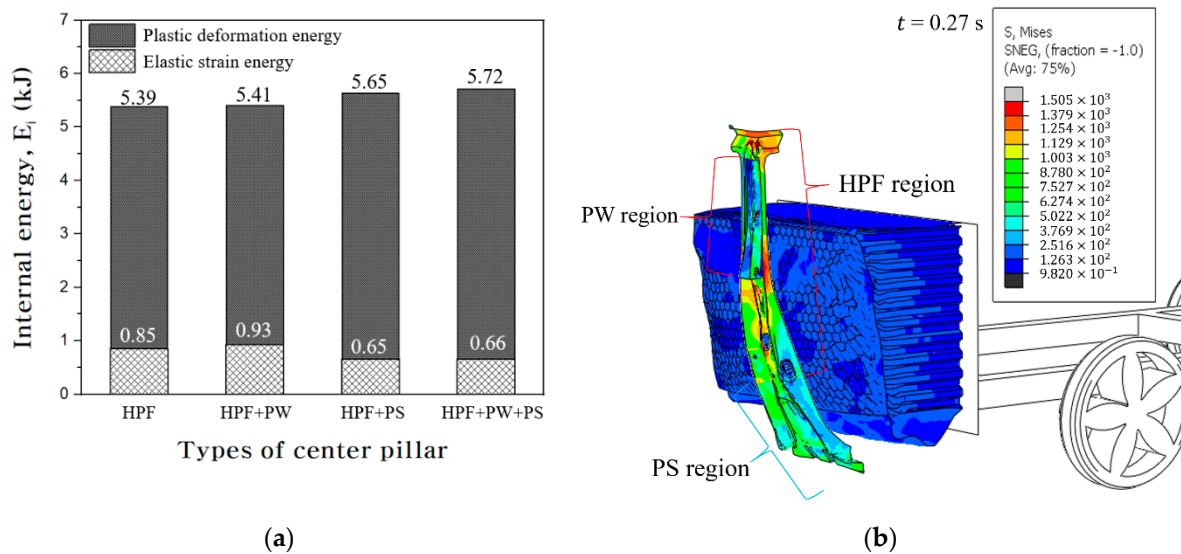 7
6
5
4
3
2
1
0
Internal energy, Eᵢ (kJ)
Plastic deformation energy
Elastic strain energy
5.39
5.41
5.65
5.72
0.85
0.93
0.65
0.66
HPF
HPF+PW
HPF+PS
HPF+PW+PS
Types of center pillar
(a)
t = 0.27 s
S, Mises
SNEG, (fraction = -1.0)
(Avg: 75%)
1.505 × 10³
1.379 × 10³
1.254 × 10³
1.129 × 10³
1.003 × 10³
8.780 × 10²
7.527 × 10²
6.274 × 10²
5.022 × 10²
3.769 × 10²
2.516 × 10²
1.263 × 10²
9.820 × 10⁻¹
HPF region
PW region
PS region
(b)